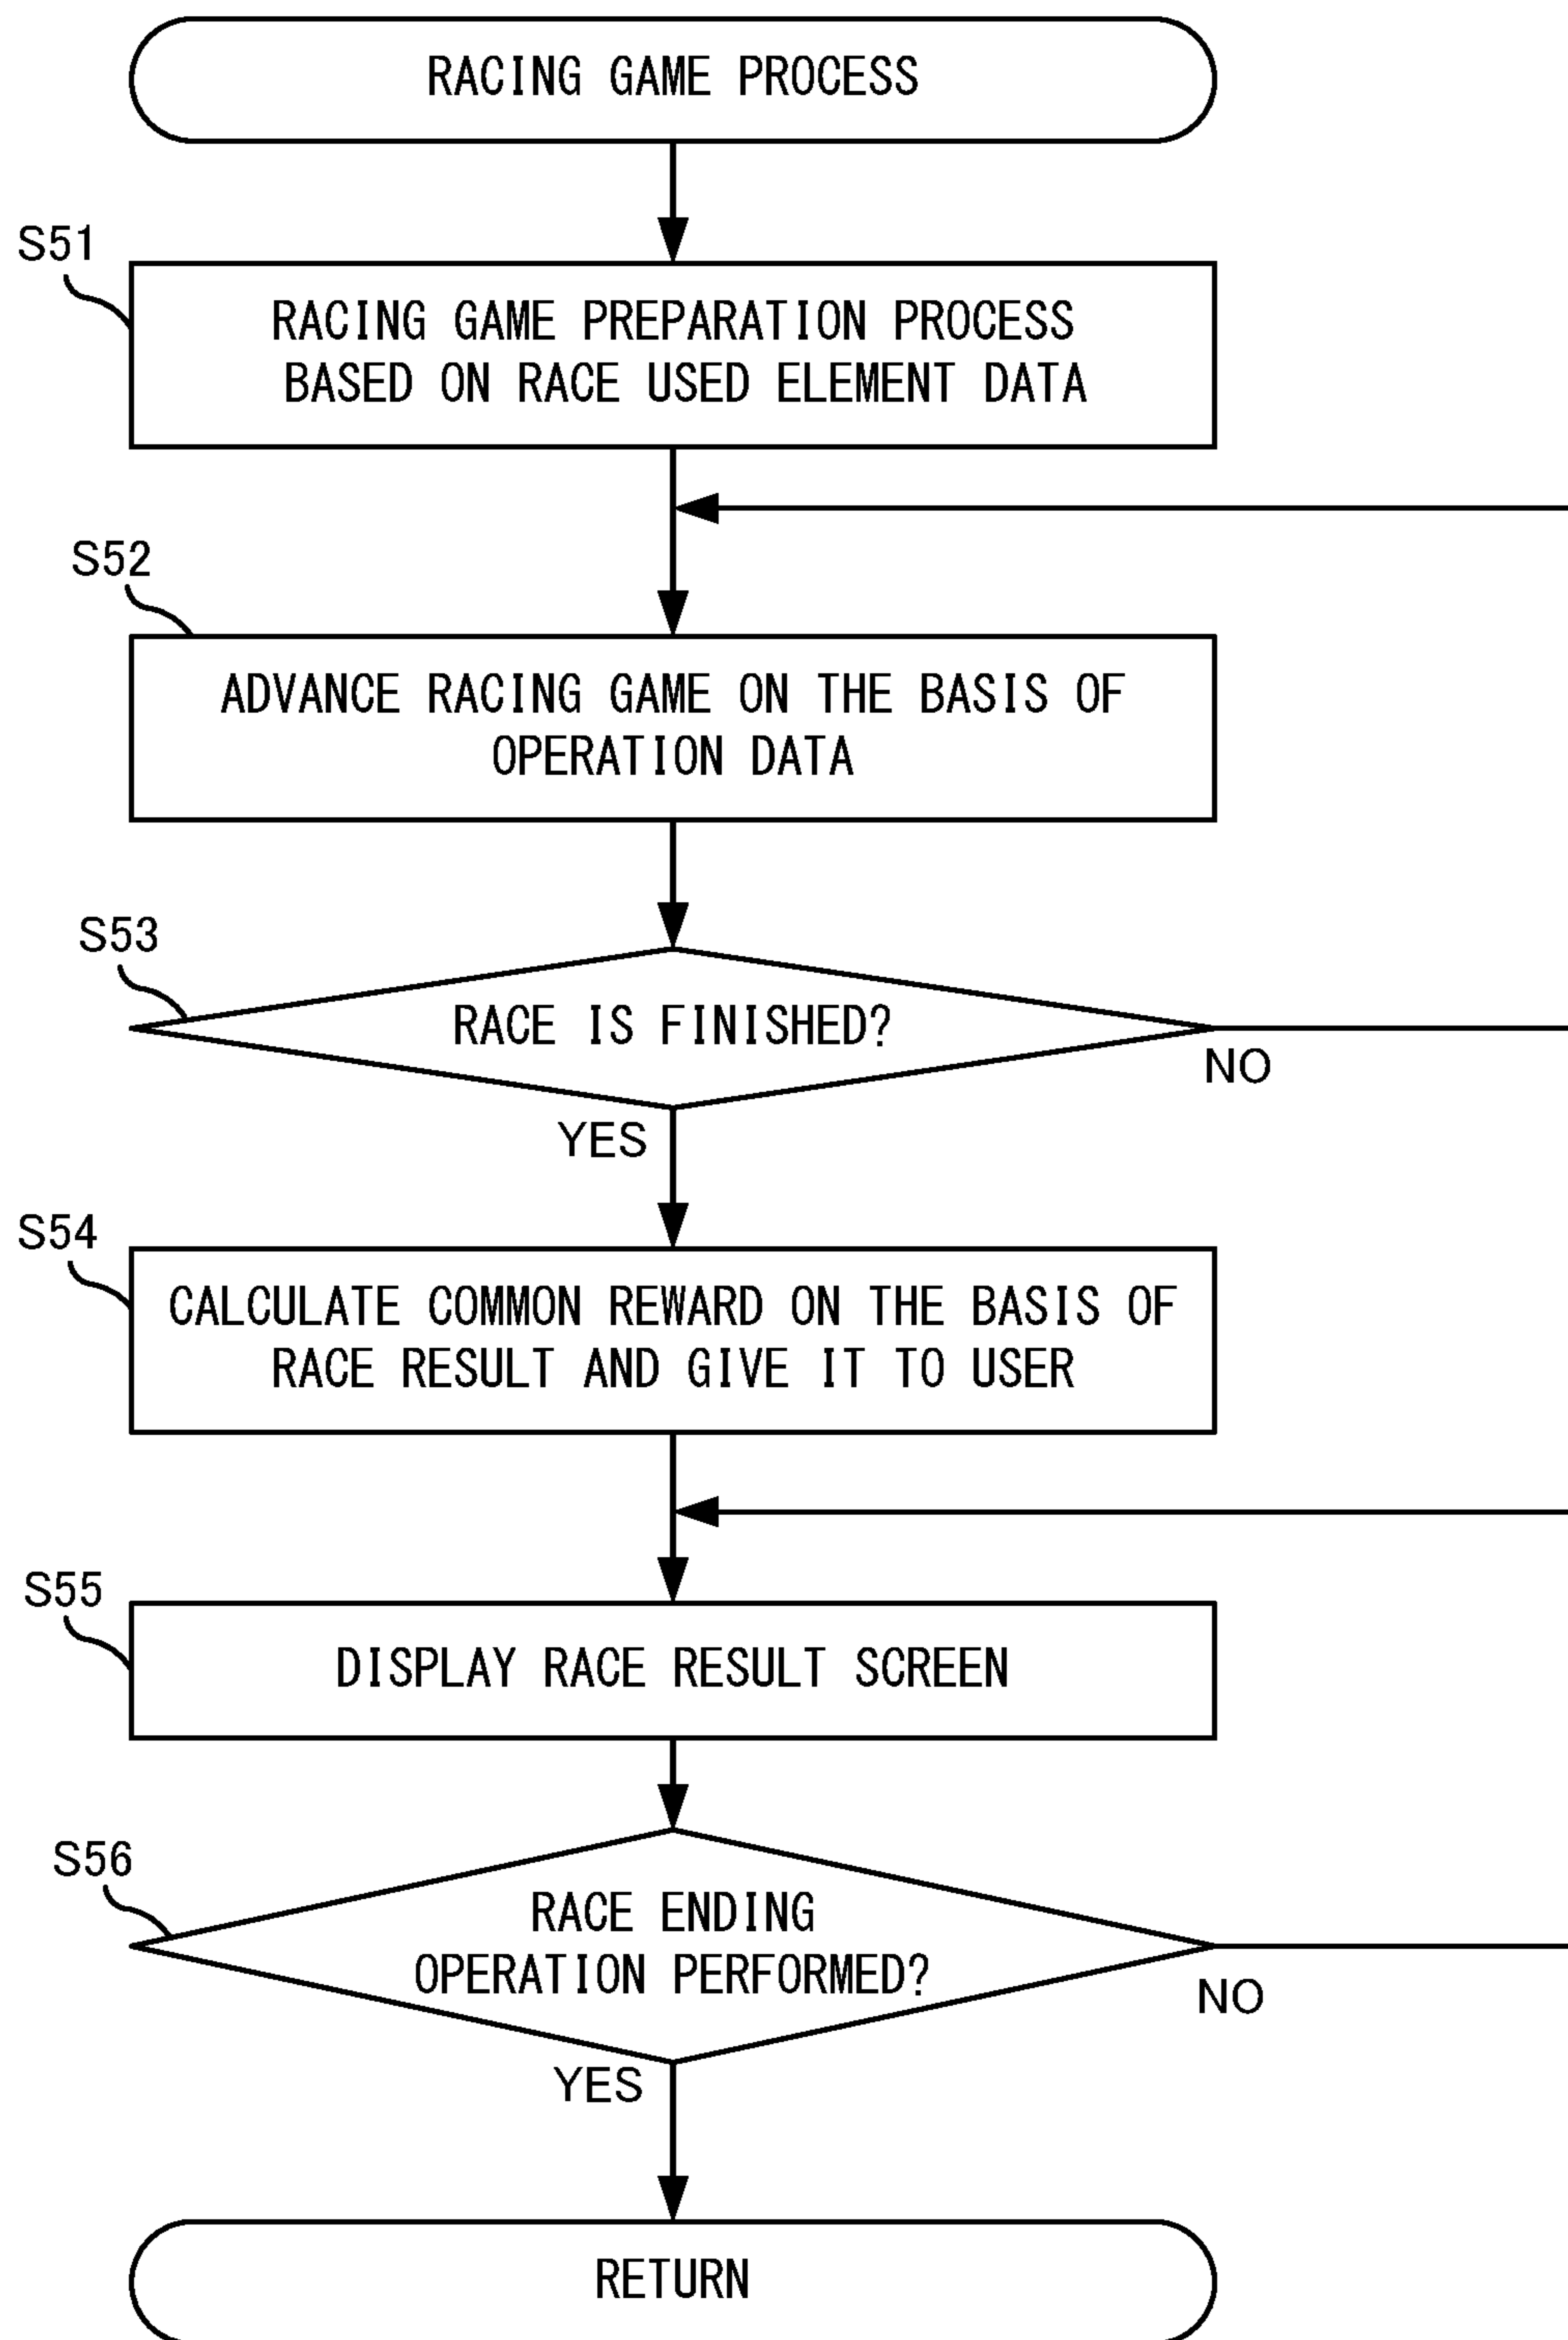 RACING GAME PROCESS
S51
RACING GAME PREPARATION PROCESS
BASED ON RACE USED ELEMENT DATA
S52
ADVANCE RACING GAME ON THE BASIS OF
OPERATION DATA
S53
RACE IS FINISHED?
NO
YES
S54
CALCULATE COMMON REWARD ON THE BASIS OF
RACE RESULT AND GIVE IT TO USER
S55
DISPLAY RACE RESULT SCREEN
S56
RACE ENDING
OPERATION PERFORMED?
NO
YES
RETURN